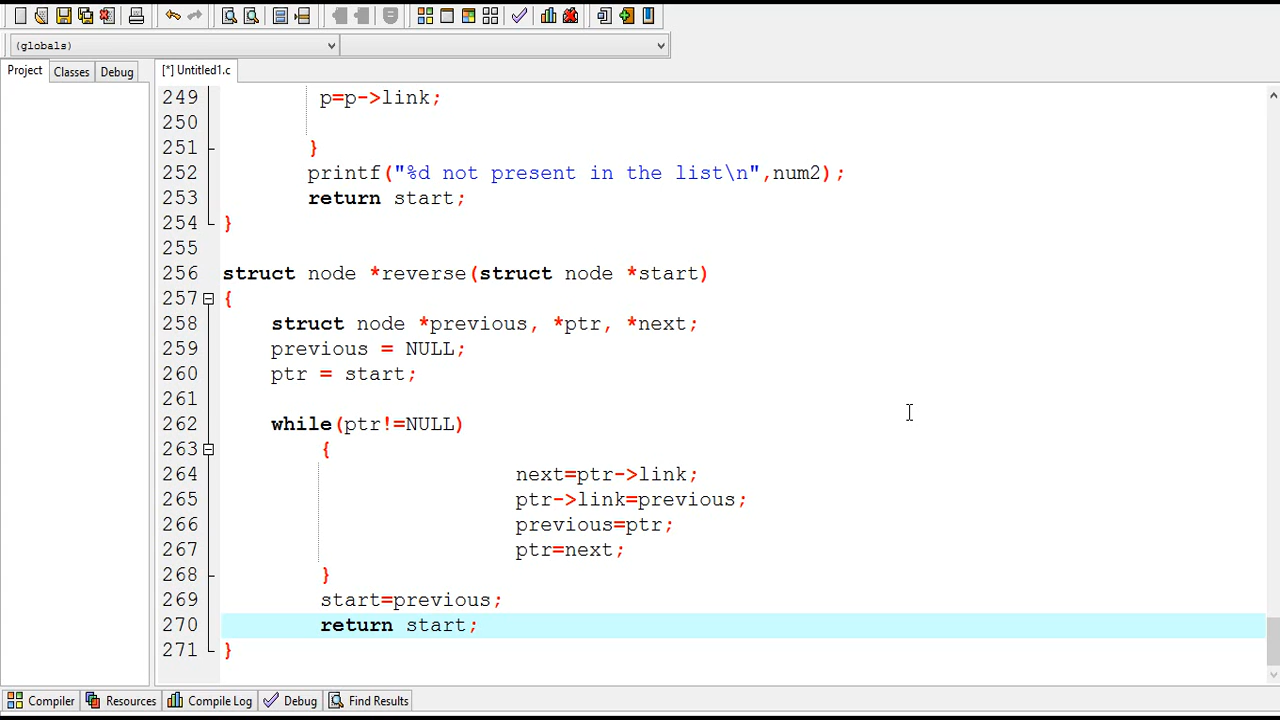 (globals)
Project Classes Debug [*] Untitled1.c
249 p=p->link;
250
251 }
252 printf("%d not present in the list\n",num2);
253 return start;
254 }
255
256 struct node *reverse(struct node *start)
257 {
258 struct node *previous, *ptr, *next;
259 previous = NULL;
260 ptr = start;
261
262 while(ptr!=NULL)
263 {
264 next=ptr->link;
265 ptr->link=previous;
266 previous=ptr;
267 ptr=next;
268 }
269 start=previous;
270 return start;
271 }
Compiler Resources Compile Log Debug Find Results